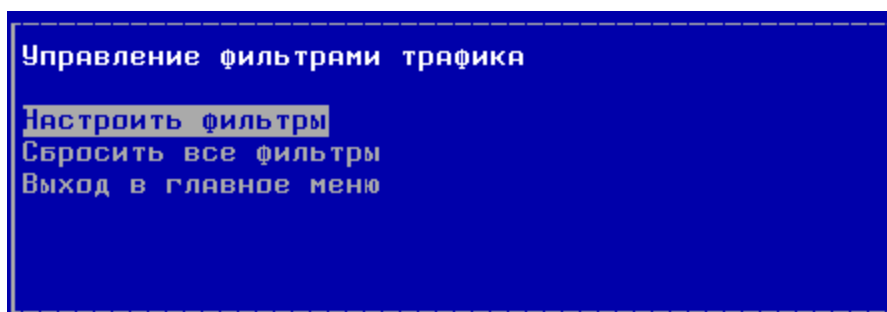 Управление фильтрами трафика
Настроить фильтры
Сбросить все фильтры
Выход в главное меню